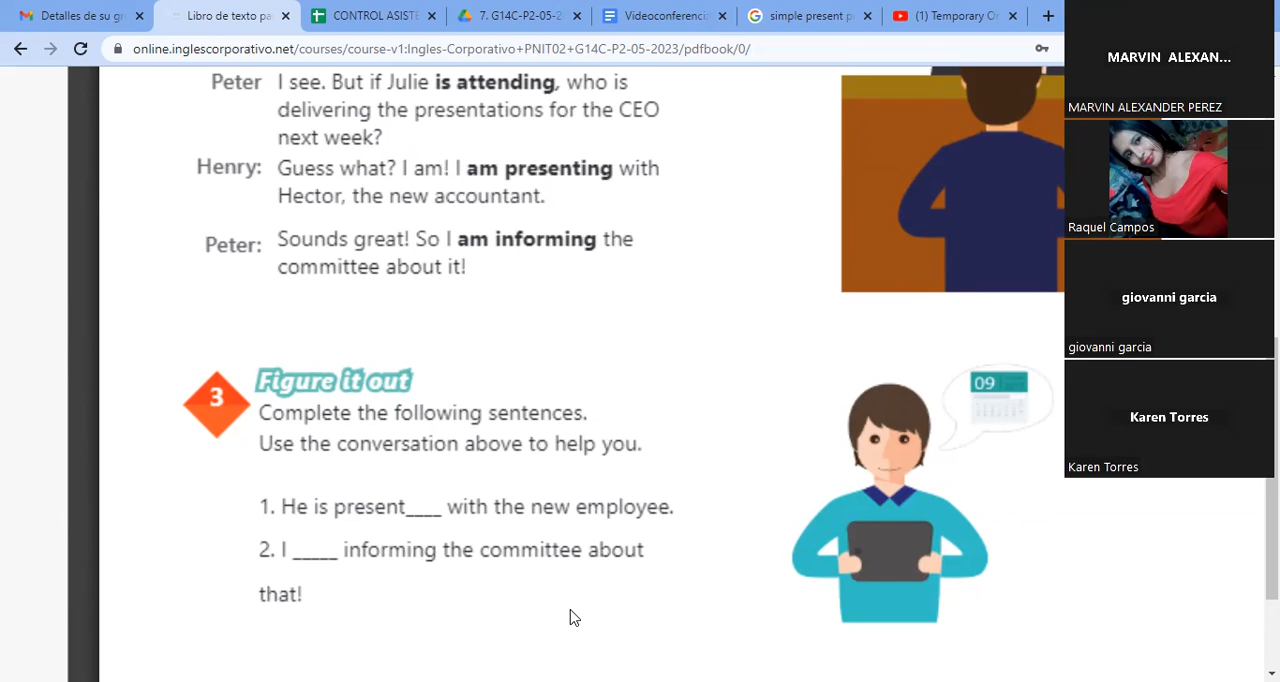 Detalles de su g
Libro de texto pa
CONTROL ASIST
7. G14C-P2-05-2
Videoconferenci
simple present p
(1) Temporary O
online.inglescorporativo.net/courses/course-v1:Ingles-Corporativo+PNIT02+G14C-P2-05-2023/pdfbook/0/
Peter I see. But if Julie is attending, who is
delivering the presentations for the CEO
next week?
Henry: Guess what? I am! I am presenting with
Hector, the new accountant.
Peter: Sounds great! So I am informing the
committee about it!
3
Figure it out
Complete the following sentences.
Use the conversation above to help you.
09
1. He is present____ with the new employee.
2. I _____ informing the committee about
that!
MARVIN ALEXAN...
MARVIN ALEXANDER PEREZ
Raquel Campos
giovanni garcia
giovanni garcia
Karen Torres
Karen Torres